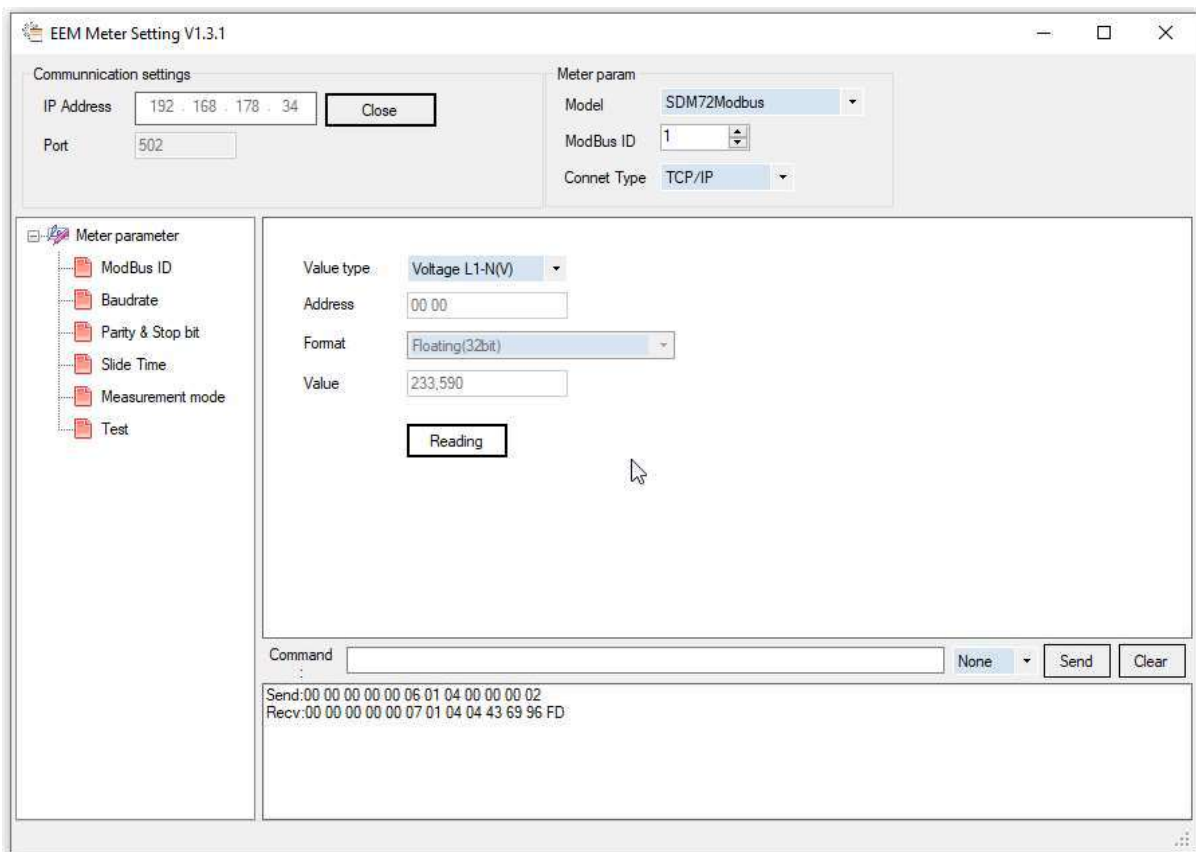 EEM Meter Setting V1.3.1
Communnication settings
IP Address 192 . 168 . 178 . 34 Close
Port 502
Meter param
Model SDM72Modbus
ModBus ID 1
Connet Type TCP/IP
Meter parameter
ModBus ID
Baudrate
Parity & Stop bit
Slide Time
Measurement mode
Test
Value type Voltage L1-N(V)
Address 00 00
Format Floating(32bit)
Value 233,590
Reading
Command : None Send Clear
Send:00 00 00 00 00 06 01 04 00 00 00 02
Recv:00 00 00 00 00 07 01 04 04 43 69 96 FD